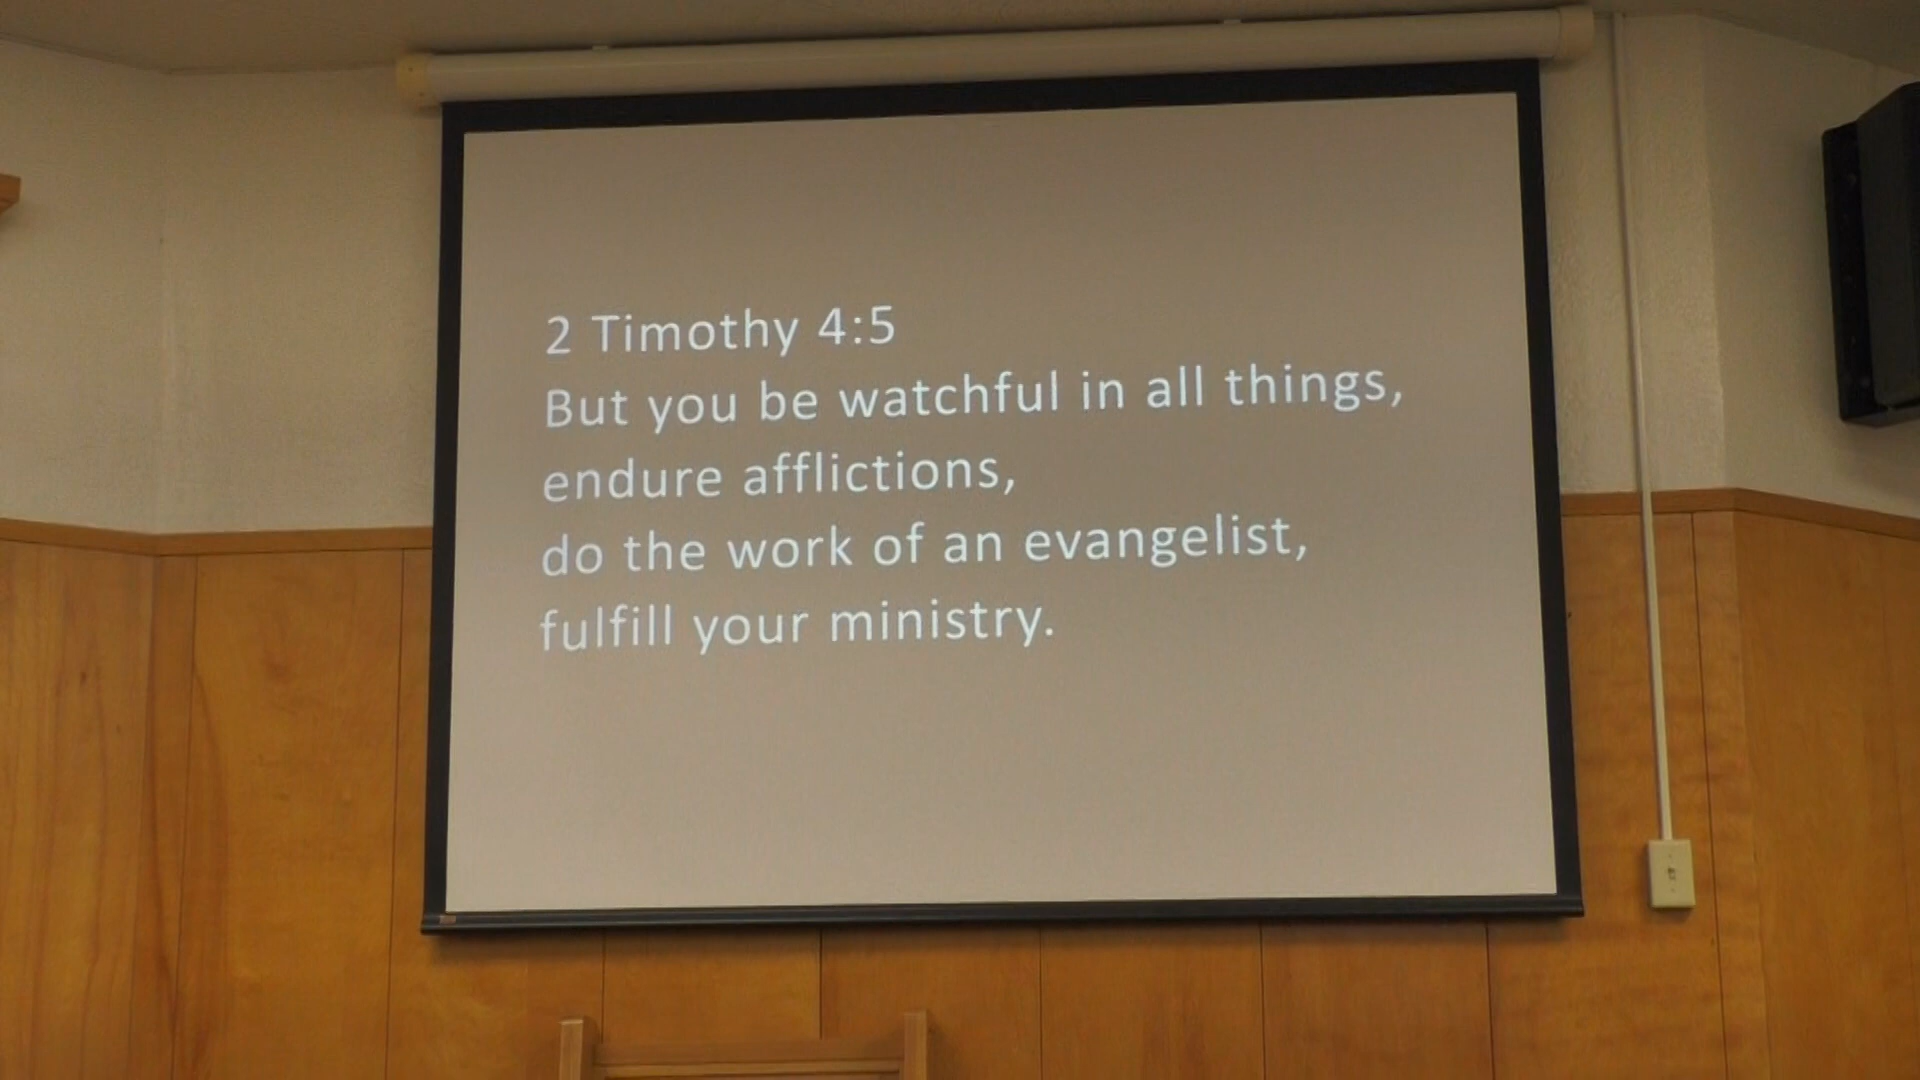 2 Timothy 4:5
But you be watchful in all things,
endure afflictions,
do the work of an evangelist,
fulfill your ministry.